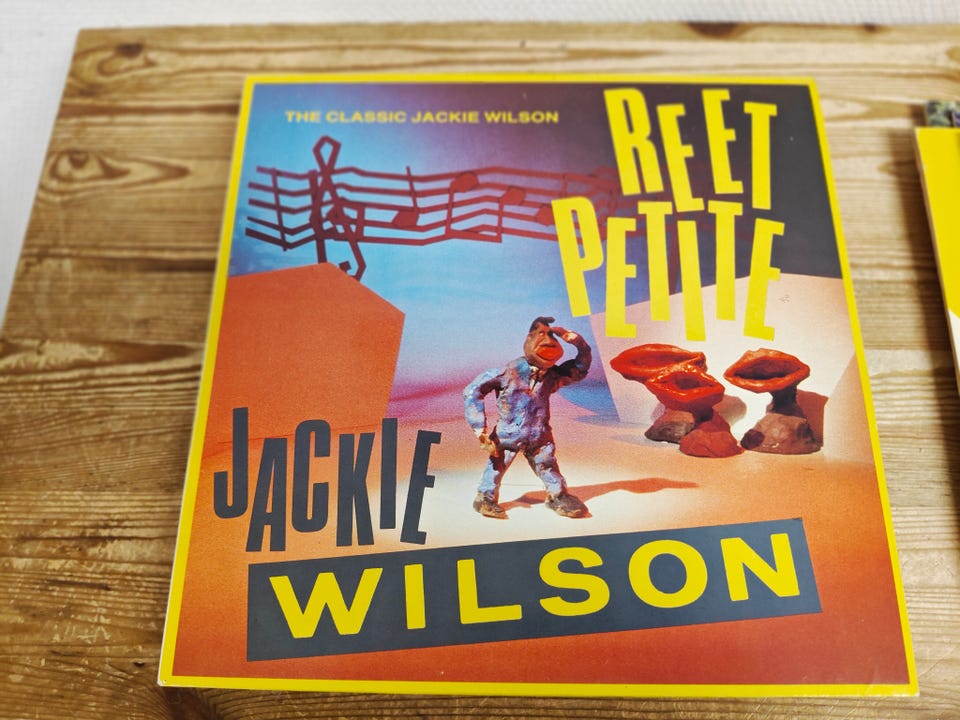 THE CLASSIC JACKIE WILSON
REET
PETITE
JACKIE
WILSON